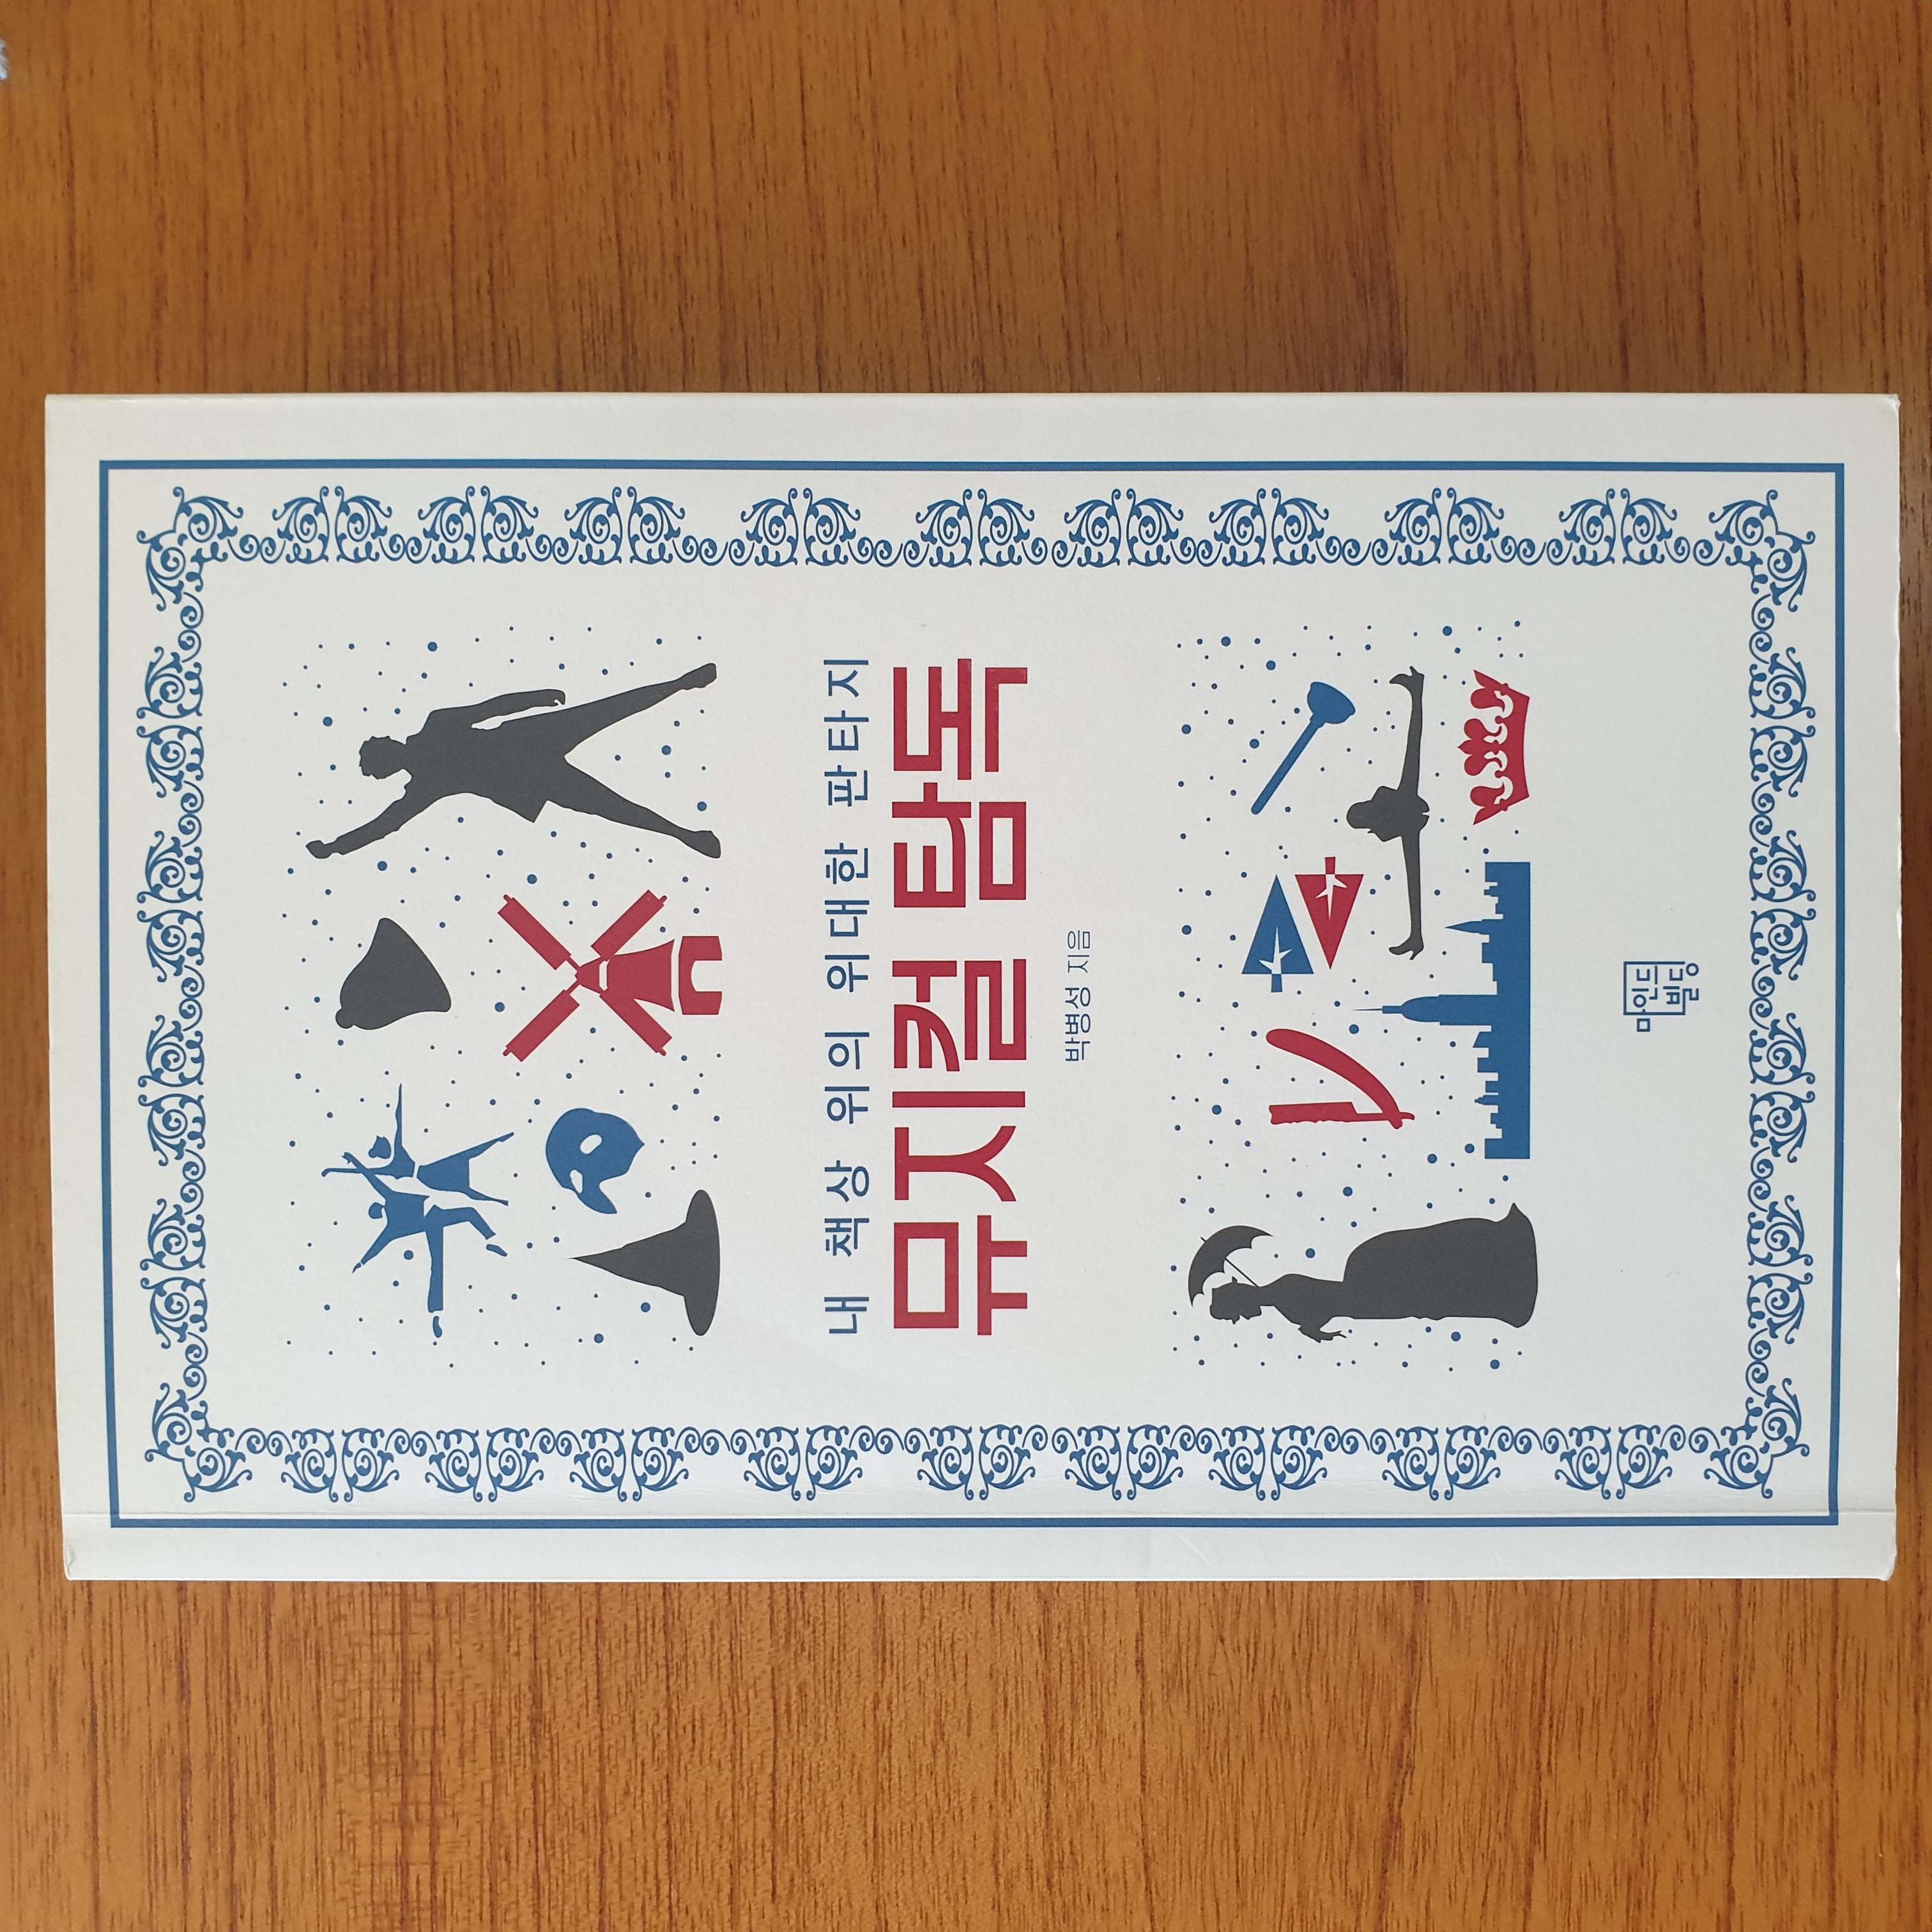 내 책상 위의 위대한 판타지
뮤지컬 탐독
박병성 지음
마인드
빌딩